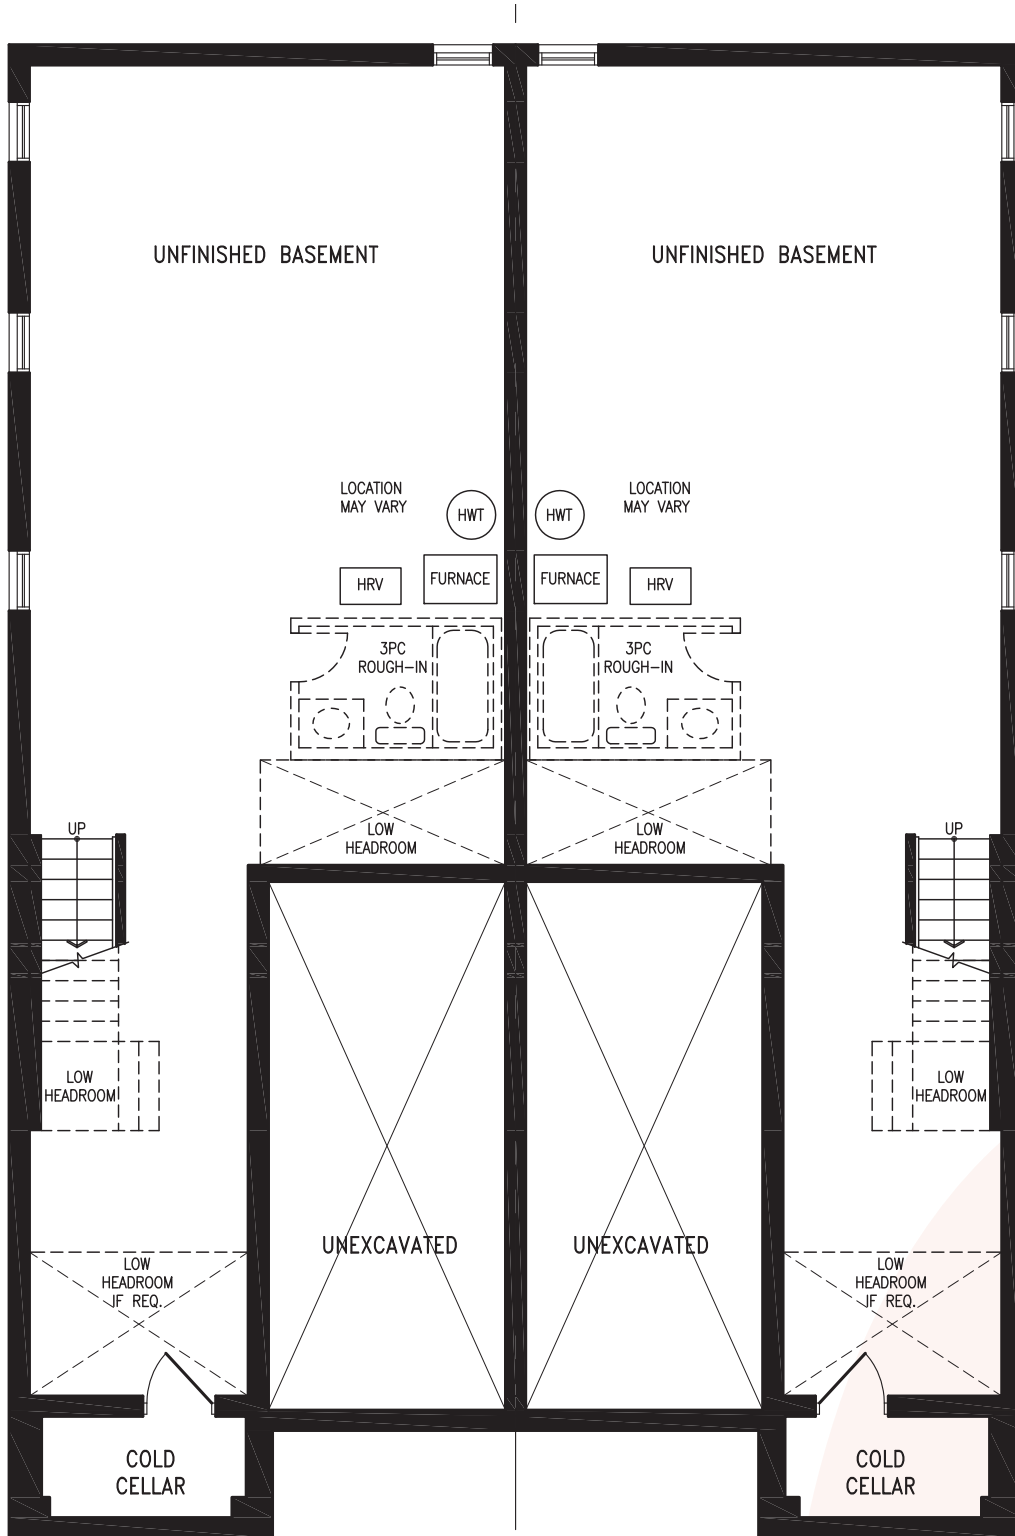 UNFINISHED BASEMENT
UNFINISHED BASEMENT
LOCATION
MAY VARY
HWT
HWT
LOCATION
MAY VARY
HRV
FURNACE
FURNACE
HRV
3PC
ROUGH-IN
3PC
ROUGH-IN
UP
LOW
HEADROOM
LOW
HEADROOM
UP
LOW
HEADROOM
LOW
HEADROOM
UNEXCAVATED
UNEXCAVATED
LOW
HEADROOM
IF REQ.
LOW
HEADROOM
IF REQ.
COLD
CELLAR
COLD
CELLAR